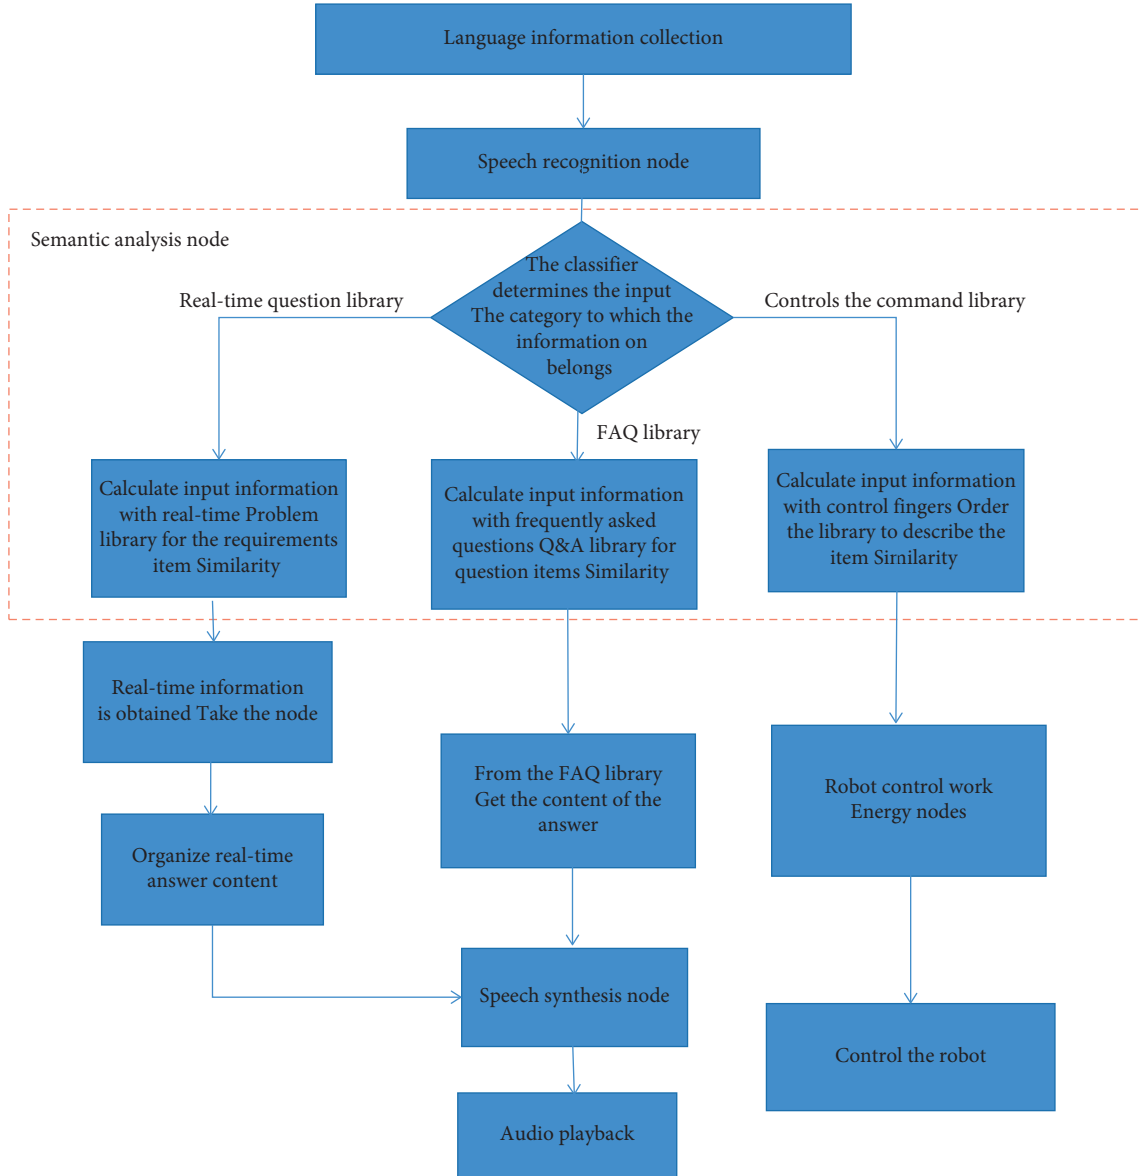 Language information collection
Speech recognition node
Semantic analysis node
The classifier
determines the input
The category to which the
information on
belongs
Real-time question library
Controls the command library
FAQ library
Calculate input information
with real-time Problem
library for the requirements
item Similarity
Calculate input information
with frequently asked
questions Q&A library for
question items Similarity
Calculate input information
with control fingers Order
the library to describe the
item Similarity
Real-time information
is obtained Take the node
From the FAQ library
Get the content of the
answer
Robot control work
Energy nodes
Organize real-time
answer content
Speech synthesis node
Control the robot
Audio playback